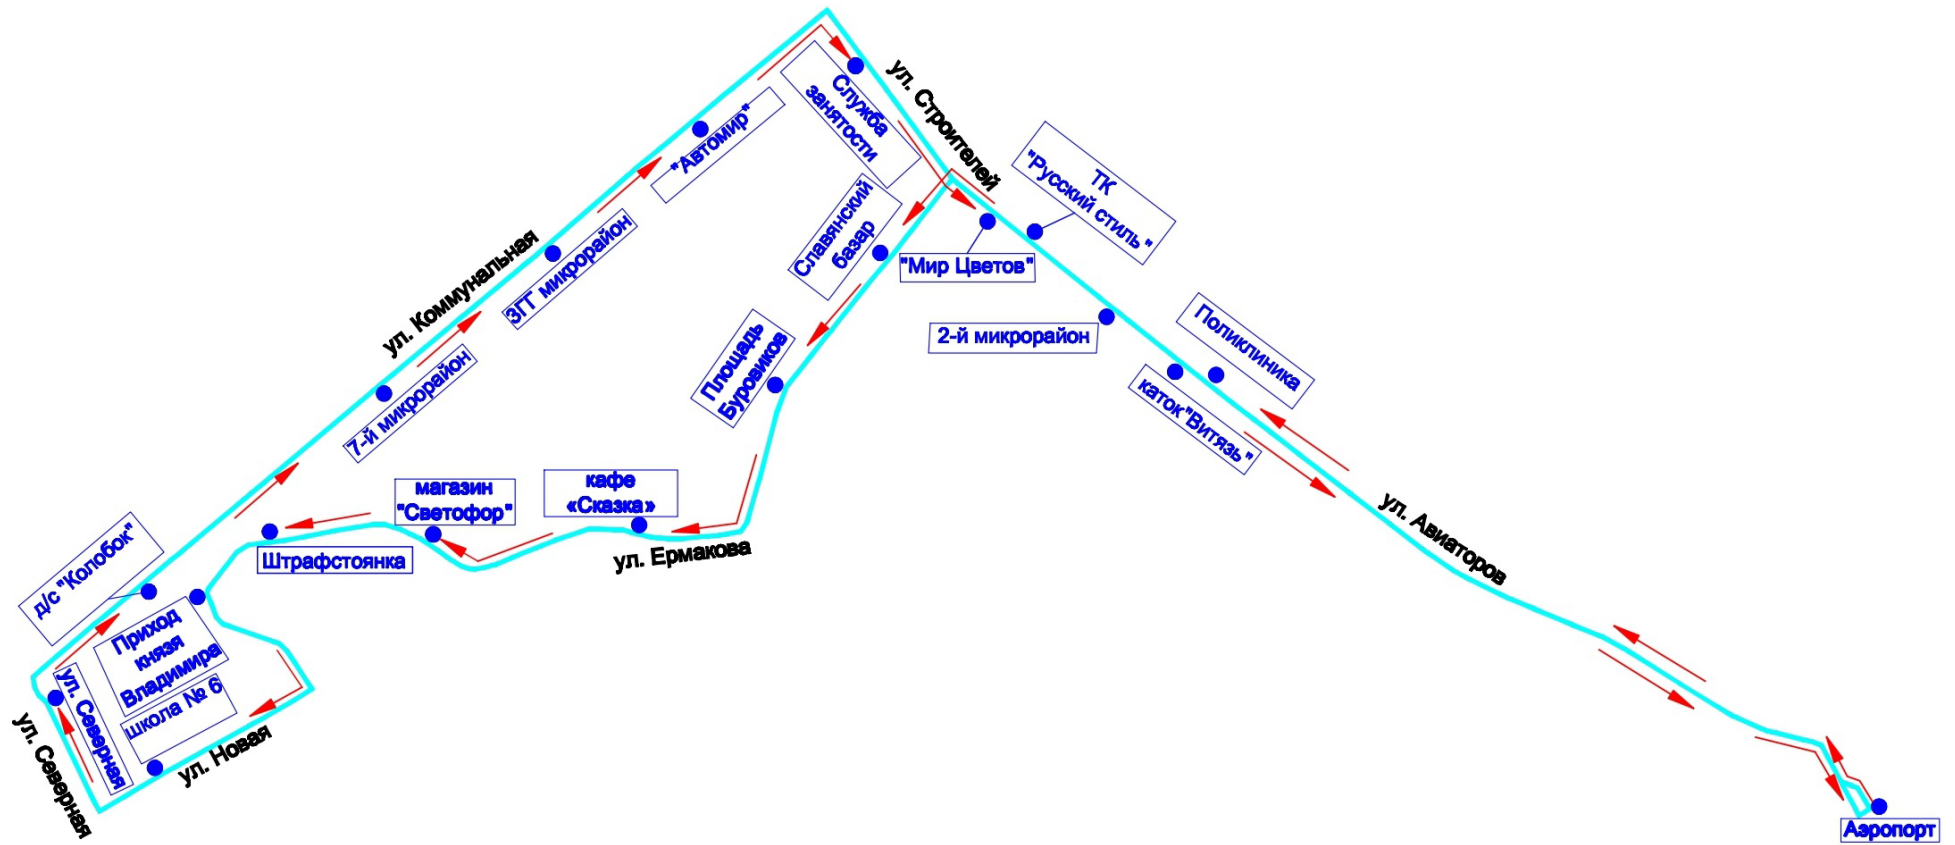 ул. Строителей
Служба
занятости
"Автомир"
ТК
"Русский стиль"
Славянский
базар
"Мир Цветов"
ул. Коммунальная
3ГГ микрорайон
2-й микрорайон
Поликлиника
Площадь
Буровиков
7-й микрорайон
каток"Витязь"
ул. Авиаторов
кафе
«Сказка»
магазин
"Светофор"
ул. Ермакова
Штрафстоянка
д/с "Колобок"
Приход
князя
Владимира
ул. Северная
школа № 6
ул. Новая
ул. Северная
Аэропорт